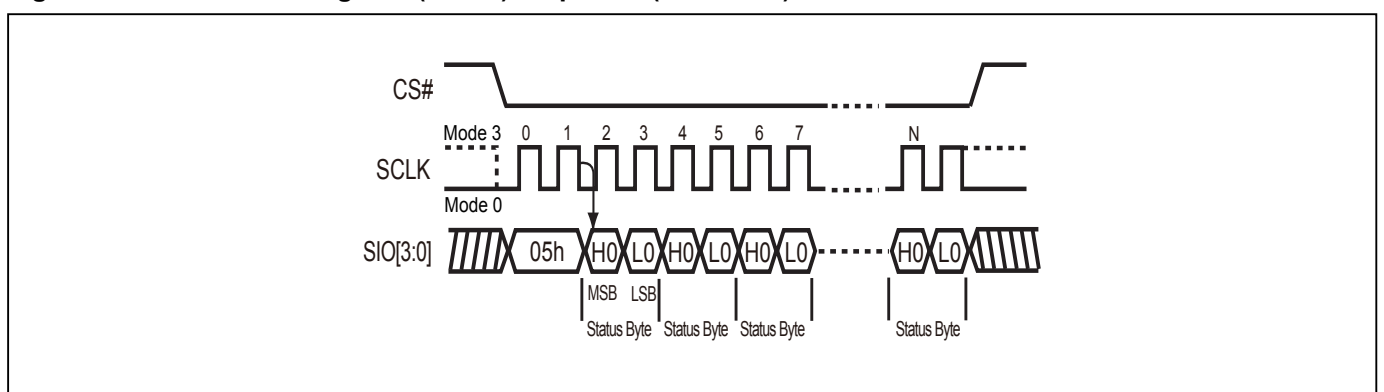 CS#
Mode 3 0 1 2 3 4 5 6 7 N
SCLK
Mode 0
SIO[3:0] 05h H0 L0 H0 L0 H0 L0 H0 L0
MSB LSB
Status Byte Status Byte Status Byte Status Byte